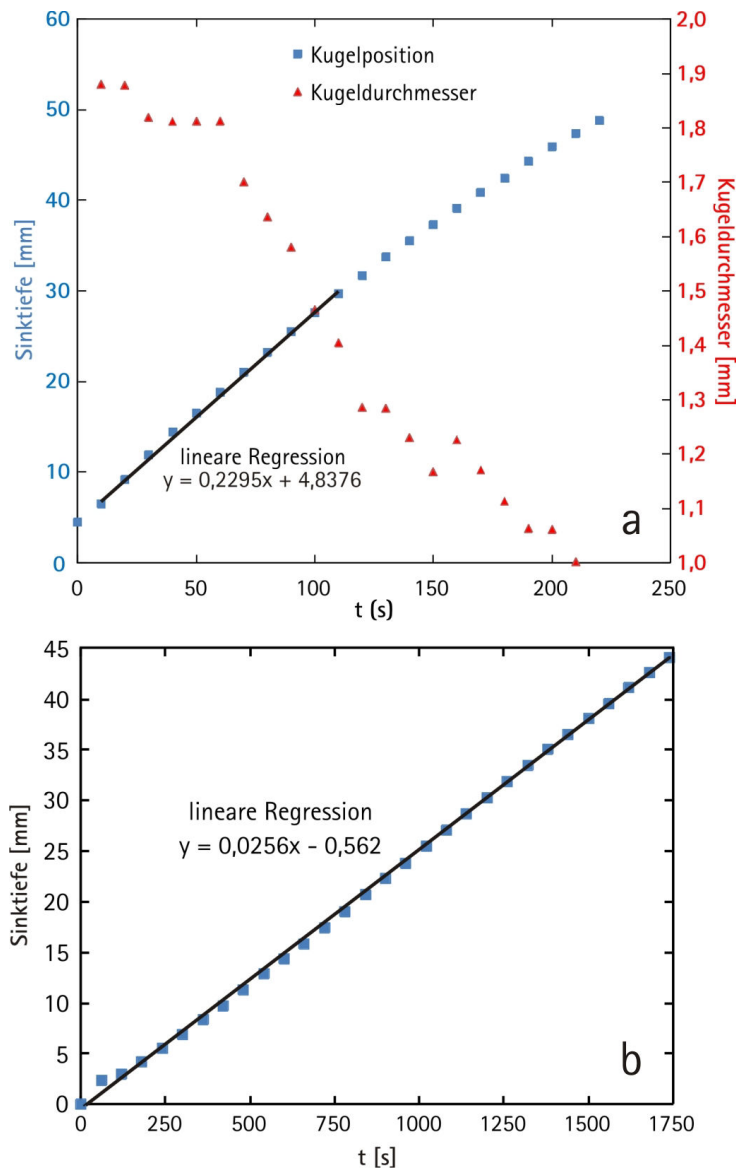 60
50
40
30
20
10
0
Sinktiefe [mm]
Kugelposition
Kugeldurchmesser
lineare Regression
y = 0,2295x + 4,8376
a
2,0
1,9
1,8
1,7
1,6
1,5
1,4
1,3
1,2
1,1
1,0
Kugeldurchmesser [mm]
0 50 100 150 200 250
t (s)
45
40
35
30
25
20
15
10
5
0
Sinktiefe [mm]
lineare Regression
y = 0,0256x - 0,562
b
0 250 500 750 1000 1250 1500 1750
t [s]